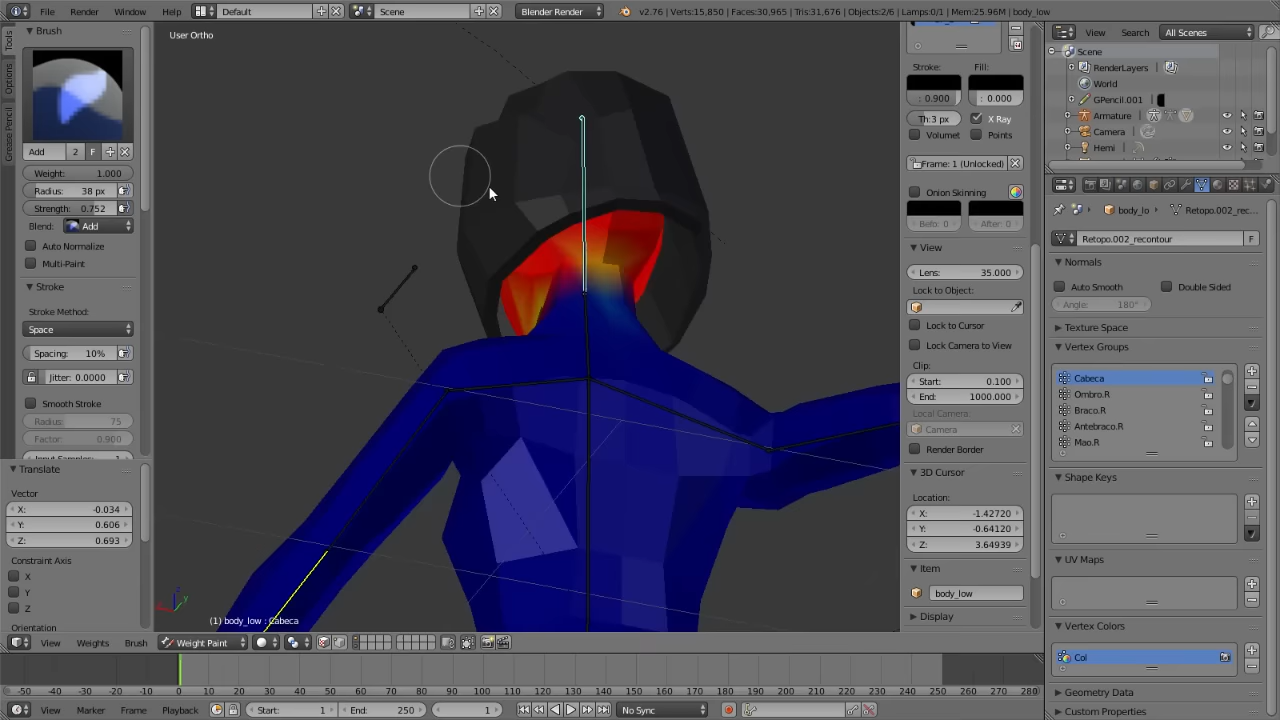 File Render Window Help Default Scene Blender Render v2.76 | Verts:15,850 | Faces:30,965 | Tris:31,676 | Objects:2/6 | Lamps:0/1 | Mem:25.96M | body_low
Tools
Options
Grease Pencil
Brush
Add 2 F
Weight: 1.000
Radius: 38 px
Strength: 0.752
Blend: Add
Auto Normalize
Multi-Paint
Stroke
Stroke Method:
Space
Spacing: 10%
Jitter: 0.0000
Smooth Stroke
Radius: 75
Factor: 0.900
Translate
Vector
X: -0.034
Y: 0.606
Z: 0.693
Constraint Axis
X
Y
Z
Orientation
User Ortho
(1) body_low : Cabeca
View Weights Brush Weight Paint
Stroke: Fill:
0.900 : 0.000
Th:3 px X Ray
Volumet Points
Frame: 1 (Unlocked)
Onion Skinning
Befo: 0 After: 0
View
Lens: 35.000
Lock to Object:
Lock to Cursor
Lock Camera to View
Clip:
Start: 0.100
End: 1000.000
Local Camera:
Camera
Render Border
3D Cursor
Location:
X: -1.42720
Y: -0.64120
Z: 3.64939
Item
body_low
Display
View Search All Scenes
Scene
RenderLayers
World
GPencil.001
Armature
Camera
Hemi
body_lo Retopo.002_rec...
Retopo.002_recontour F
Normals
Auto Smooth Double Sided
Angle: 180°
Texture Space
Vertex Groups
Cabeca
Ombro.R
Braco.R
Antebraco.R
Mao.R
Shape Keys
UV Maps
Vertex Colors
Col
Geometry Data
Custom Properties
-50 -40 -30 -20 -10 0 10 20 30 40 50 60 70 80 90 100 110 120 130 140 150 160 170 180 190 200 210 220 230 240 250 260 270 280
View Marker Frame Playback Start: 1 End: 250 1 No Sync